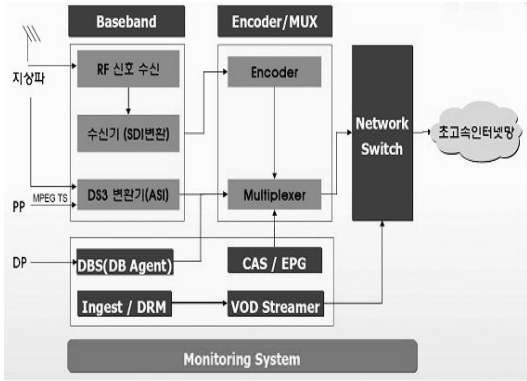 Baseband
Encoder/MUX
지상파
RF 신호 수신
Encoder
수신기 (SDI변환)
Network
Switch
초고속인터넷망
MPEG TS
PP
DS3 변환기(ASI)
Multiplexer
DP
DBS(DB Agent)
CAS / EPG
Ingest / DRM
VOD Streamer
Monitoring System